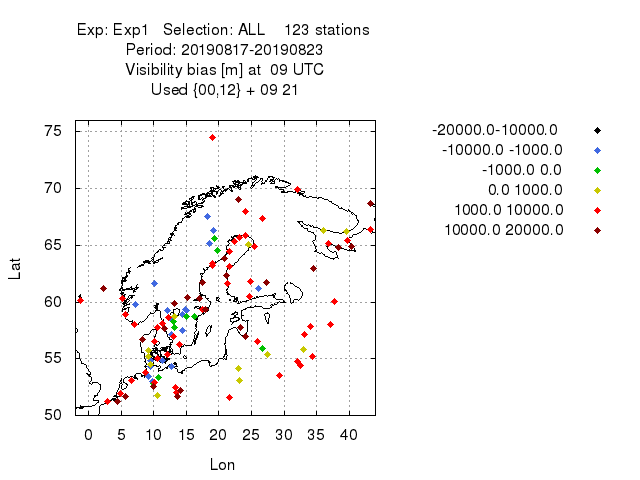 Exp: Exp1 Selection: ALL 123 stations
Period: 20190817-20190823
Visibility bias [m] at 09 UTC
Used {00,12} + 09 21
-20000.0-10000.0
-10000.0 -1000.0
-1000.0 0.0
0.0 1000.0
1000.0 10000.0
10000.0 20000.0
75
70
65
60
55
50
Lat
0 5 10 15 20 25 30 35 40
Lon